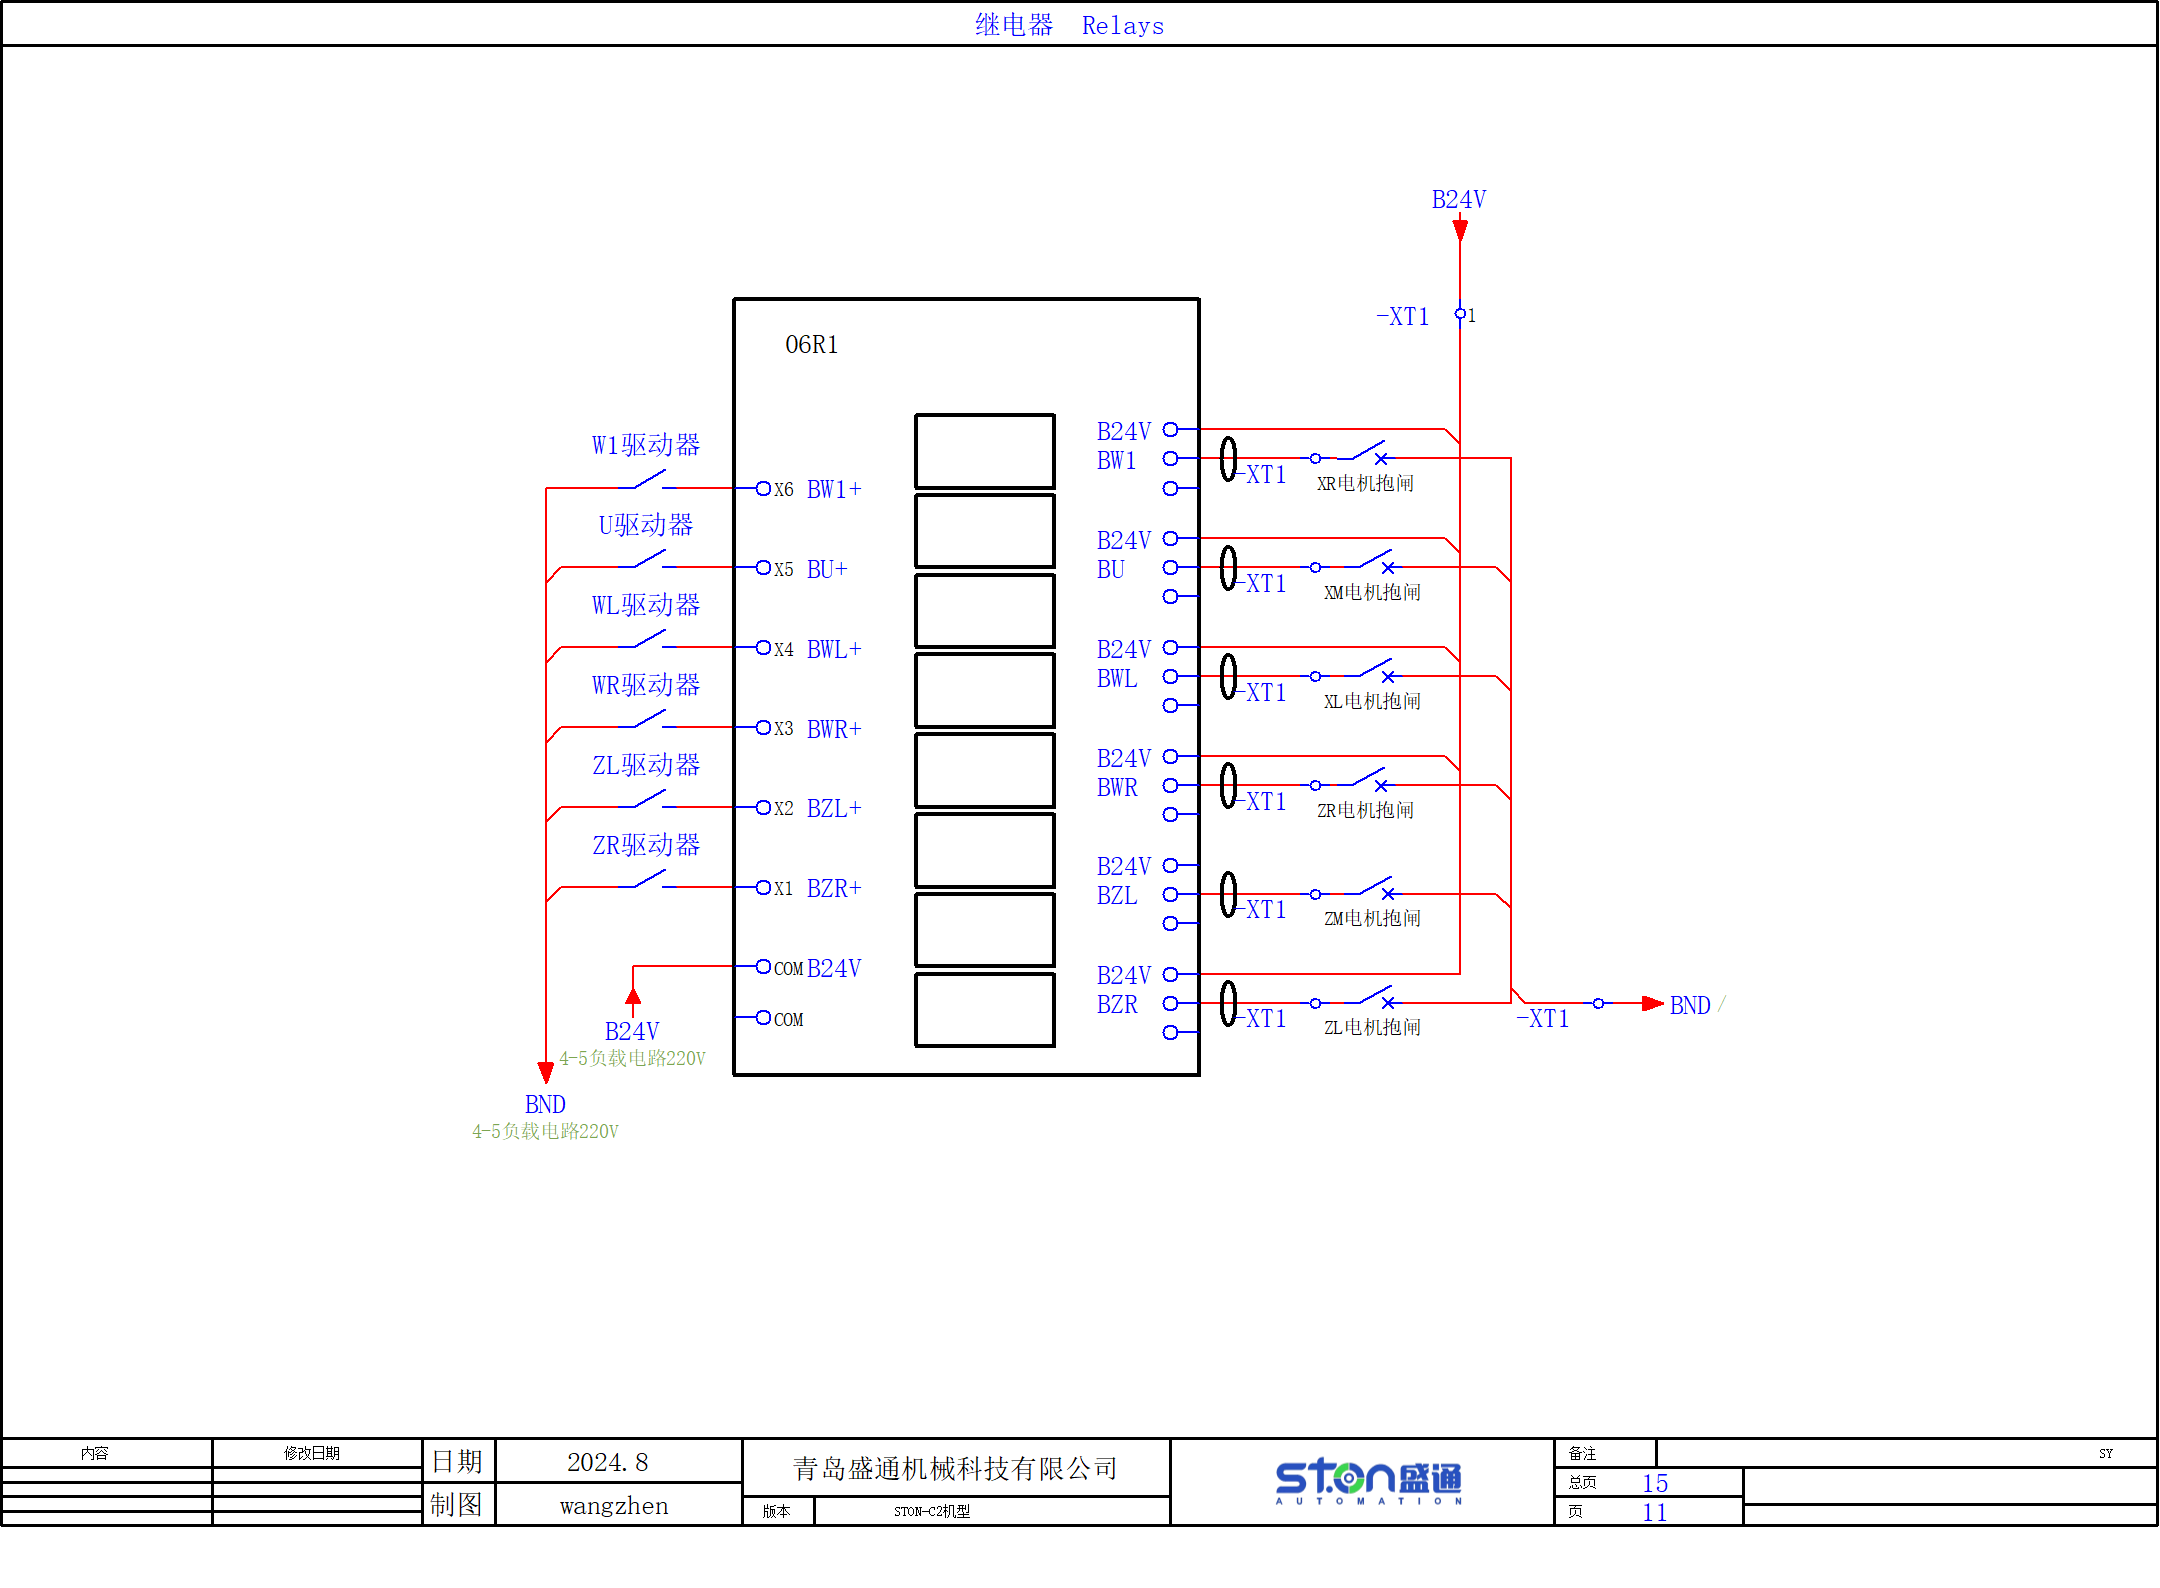 继电器  Relays
B24V
-XT1 1
06R1
W1驱动器
X6 BW1+
U驱动器
X5 BU+
WL驱动器
X4 BWL+
WR驱动器
X3 BWR+
ZL驱动器
X2 BZL+
ZR驱动器
X1 BZR+
COM B24V
COM
B24V
4-5负载电路220V
BND
4-5负载电路220V
B24V
BW1
-XT1
XR电机抱闸
B24V
BU
-XT1
XM电机抱闸
B24V
BWL
-XT1
XL电机抱闸
B24V
BWR
-XT1
ZR电机抱闸
B24V
BZL
-XT1
ZM电机抱闸
B24V
BZR
-XT1
ZL电机抱闸
-XT1
BND /
内容 修改日期
日期 2024.8
制图 wangzhen
青岛盛通机械科技有限公司
版本 STON-C2机型
STON盛通
AUTOMATION
备注 SY
总页 15
页 11